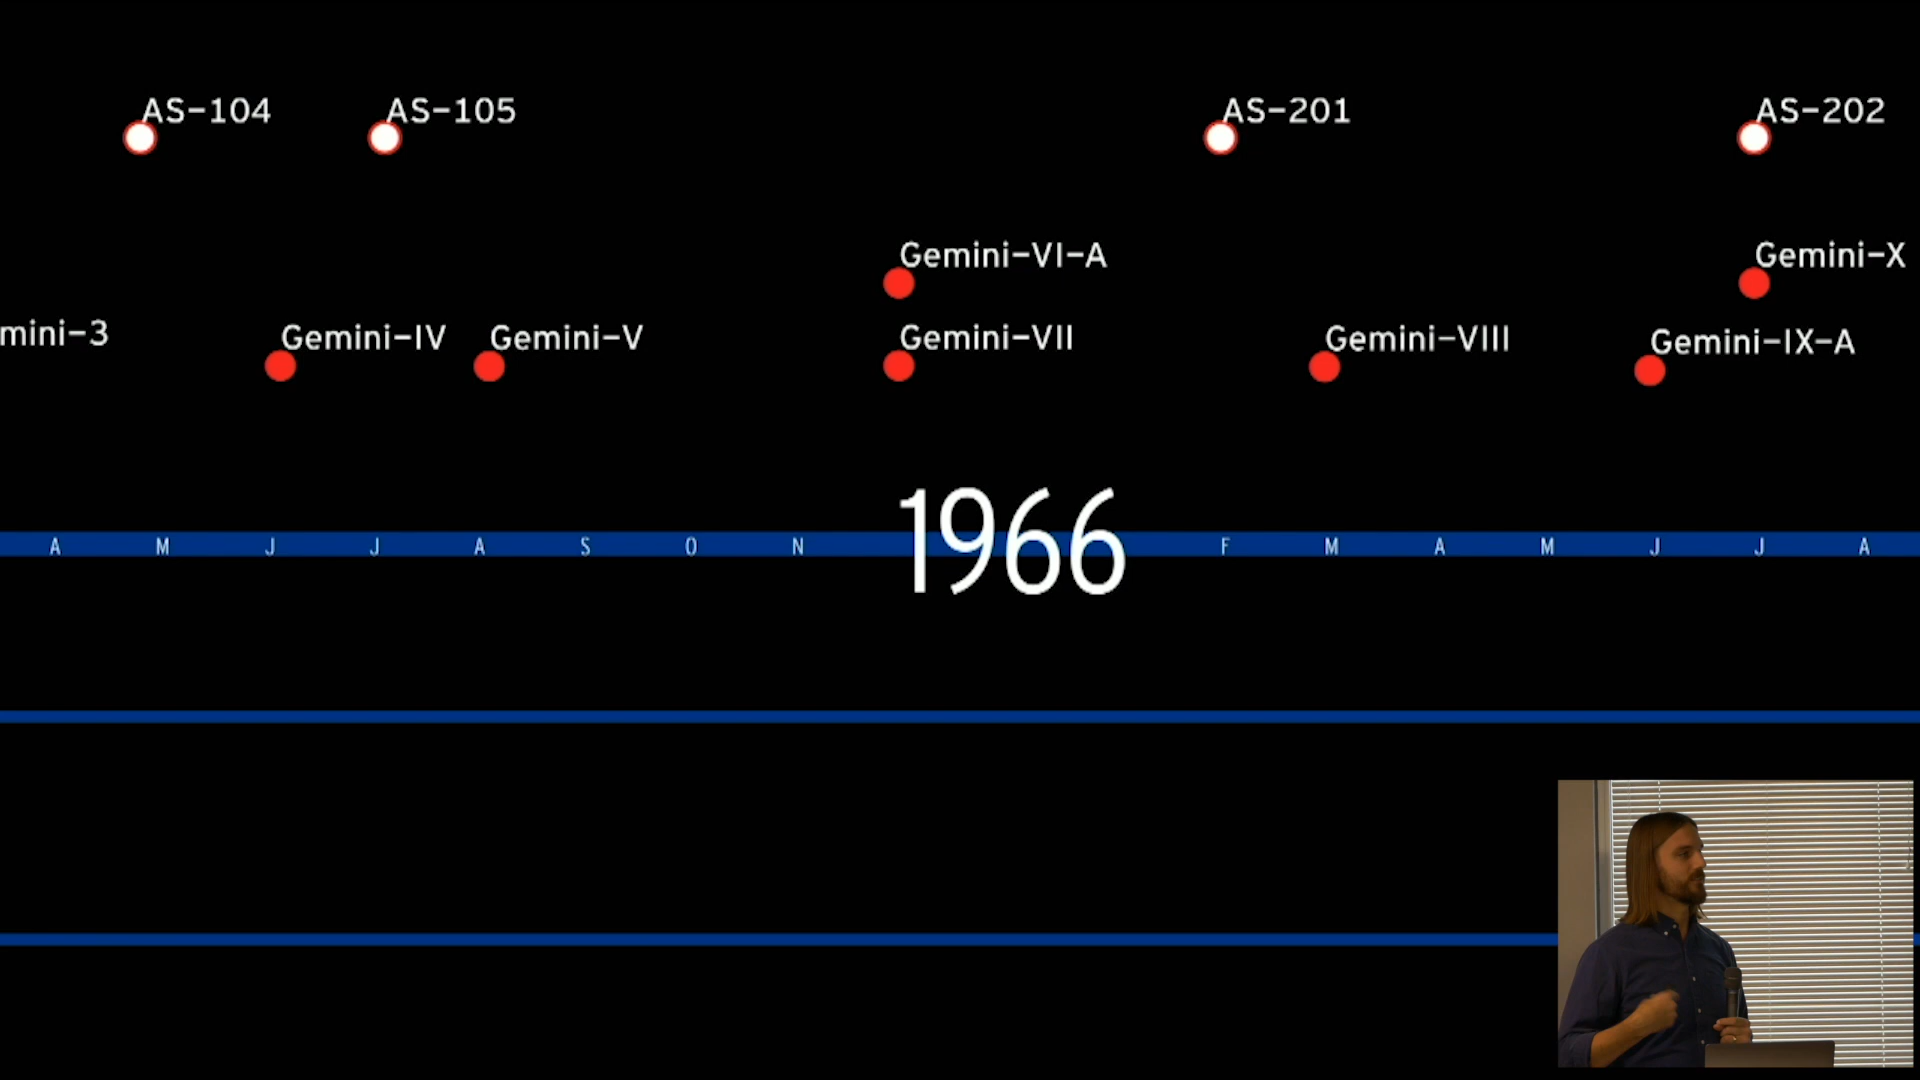 AS-104 AS-105 AS-201 AS-202
Gemini-VI-A Gemini-X
mini-3 Gemini-IV Gemini-V Gemini-VII Gemini-VIII Gemini-IX-A
1966
A M J J A S O N F M A M J J A